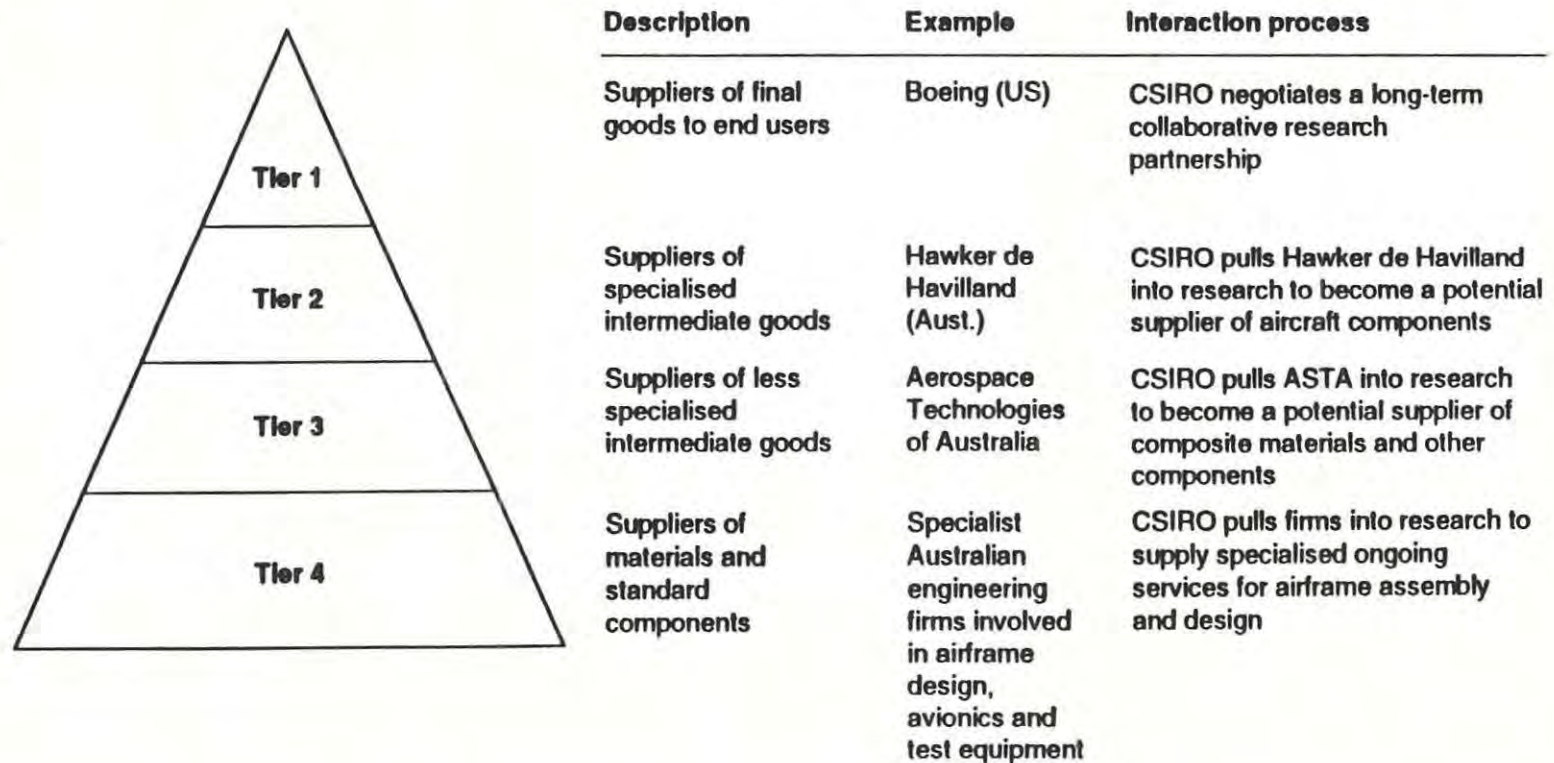 Description Example Interaction process
Tier 1
Suppliers of final
goods to end users
Boeing (US)
CSIRO negotiates a long-term
collaborative research
partnership
Tier 2
Suppliers of
specialised
intermediate goods
Hawker de
Havilland
(Aust.)
CSIRO pulls Hawker de Havilland
into research to become a potential
supplier of aircraft components
Tier 3
Suppliers of less
specialised
intermediate goods
Aerospace
Technologies
of Australia
CSIRO pulls ASTA into research
to become a potential supplier of
composite materials and other
components
Tier 4
Suppliers of
materials and
standard
components
Specialist
Australian
engineering
firms involved
in airframe
design,
avionics and
test equipment
CSIRO pulls firms into research to
supply specialised ongoing
services for airframe assembly
and design